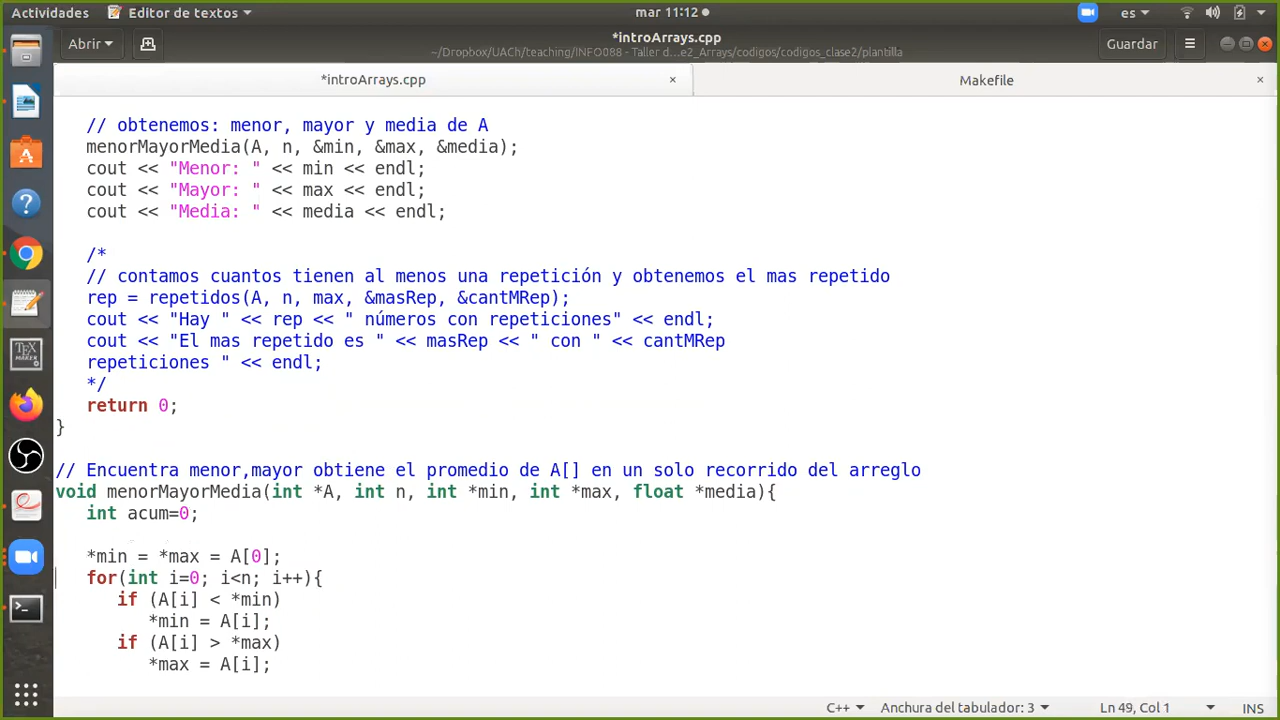 Actividades Editor de textos mar 11:12 es
Abrir *introArrays.cpp Guardar
~/Dropbox/UACh/teaching/INFO088 - Taller d…e2_Arrays/codigos/codigos_clase2/plantilla
*introArrays.cpp × Makefile ×
// obtenemos: menor, mayor y media de A
menorMayorMedia(A, n, &min, &max, &media);
cout << "Menor: " << min << endl;
cout << "Mayor: " << max << endl;
cout << "Media: " << media << endl;
/*
// contamos cuantos tienen al menos una repetición y obtenemos el mas repetido
rep = repetidos(A, n, max, &masRep, &cantMRep);
cout << "Hay " << rep << " números con repeticiones" << endl;
cout << "El mas repetido es " << masRep << " con " << cantMRep
repeticiones " << endl;
*/
return 0;
}
// Encuentra menor,mayor obtiene el promedio de A[] en un solo recorrido del arreglo
void menorMayorMedia(int *A, int n, int *min, int *max, float *media){
int acum=0;
*min = *max = A[0];
for(int i=0; i<n; i++){
if (A[i] < *min)
*min = A[i];
if (A[i] > *max)
*max = A[i];
C++ Anchura del tabulador: 3 Ln 49, Col 1 INS